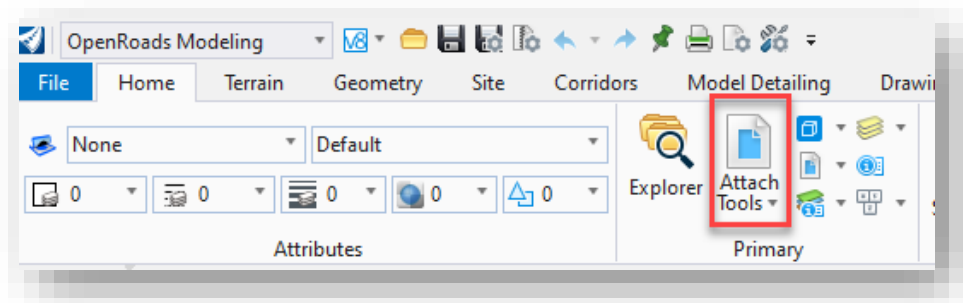 OpenRoads Modeling
File Home Terrain Geometry Site Corridors Model Detailing
None Default
0 0 0 0 0
Explorer Attach
Tools
Attributes Primary